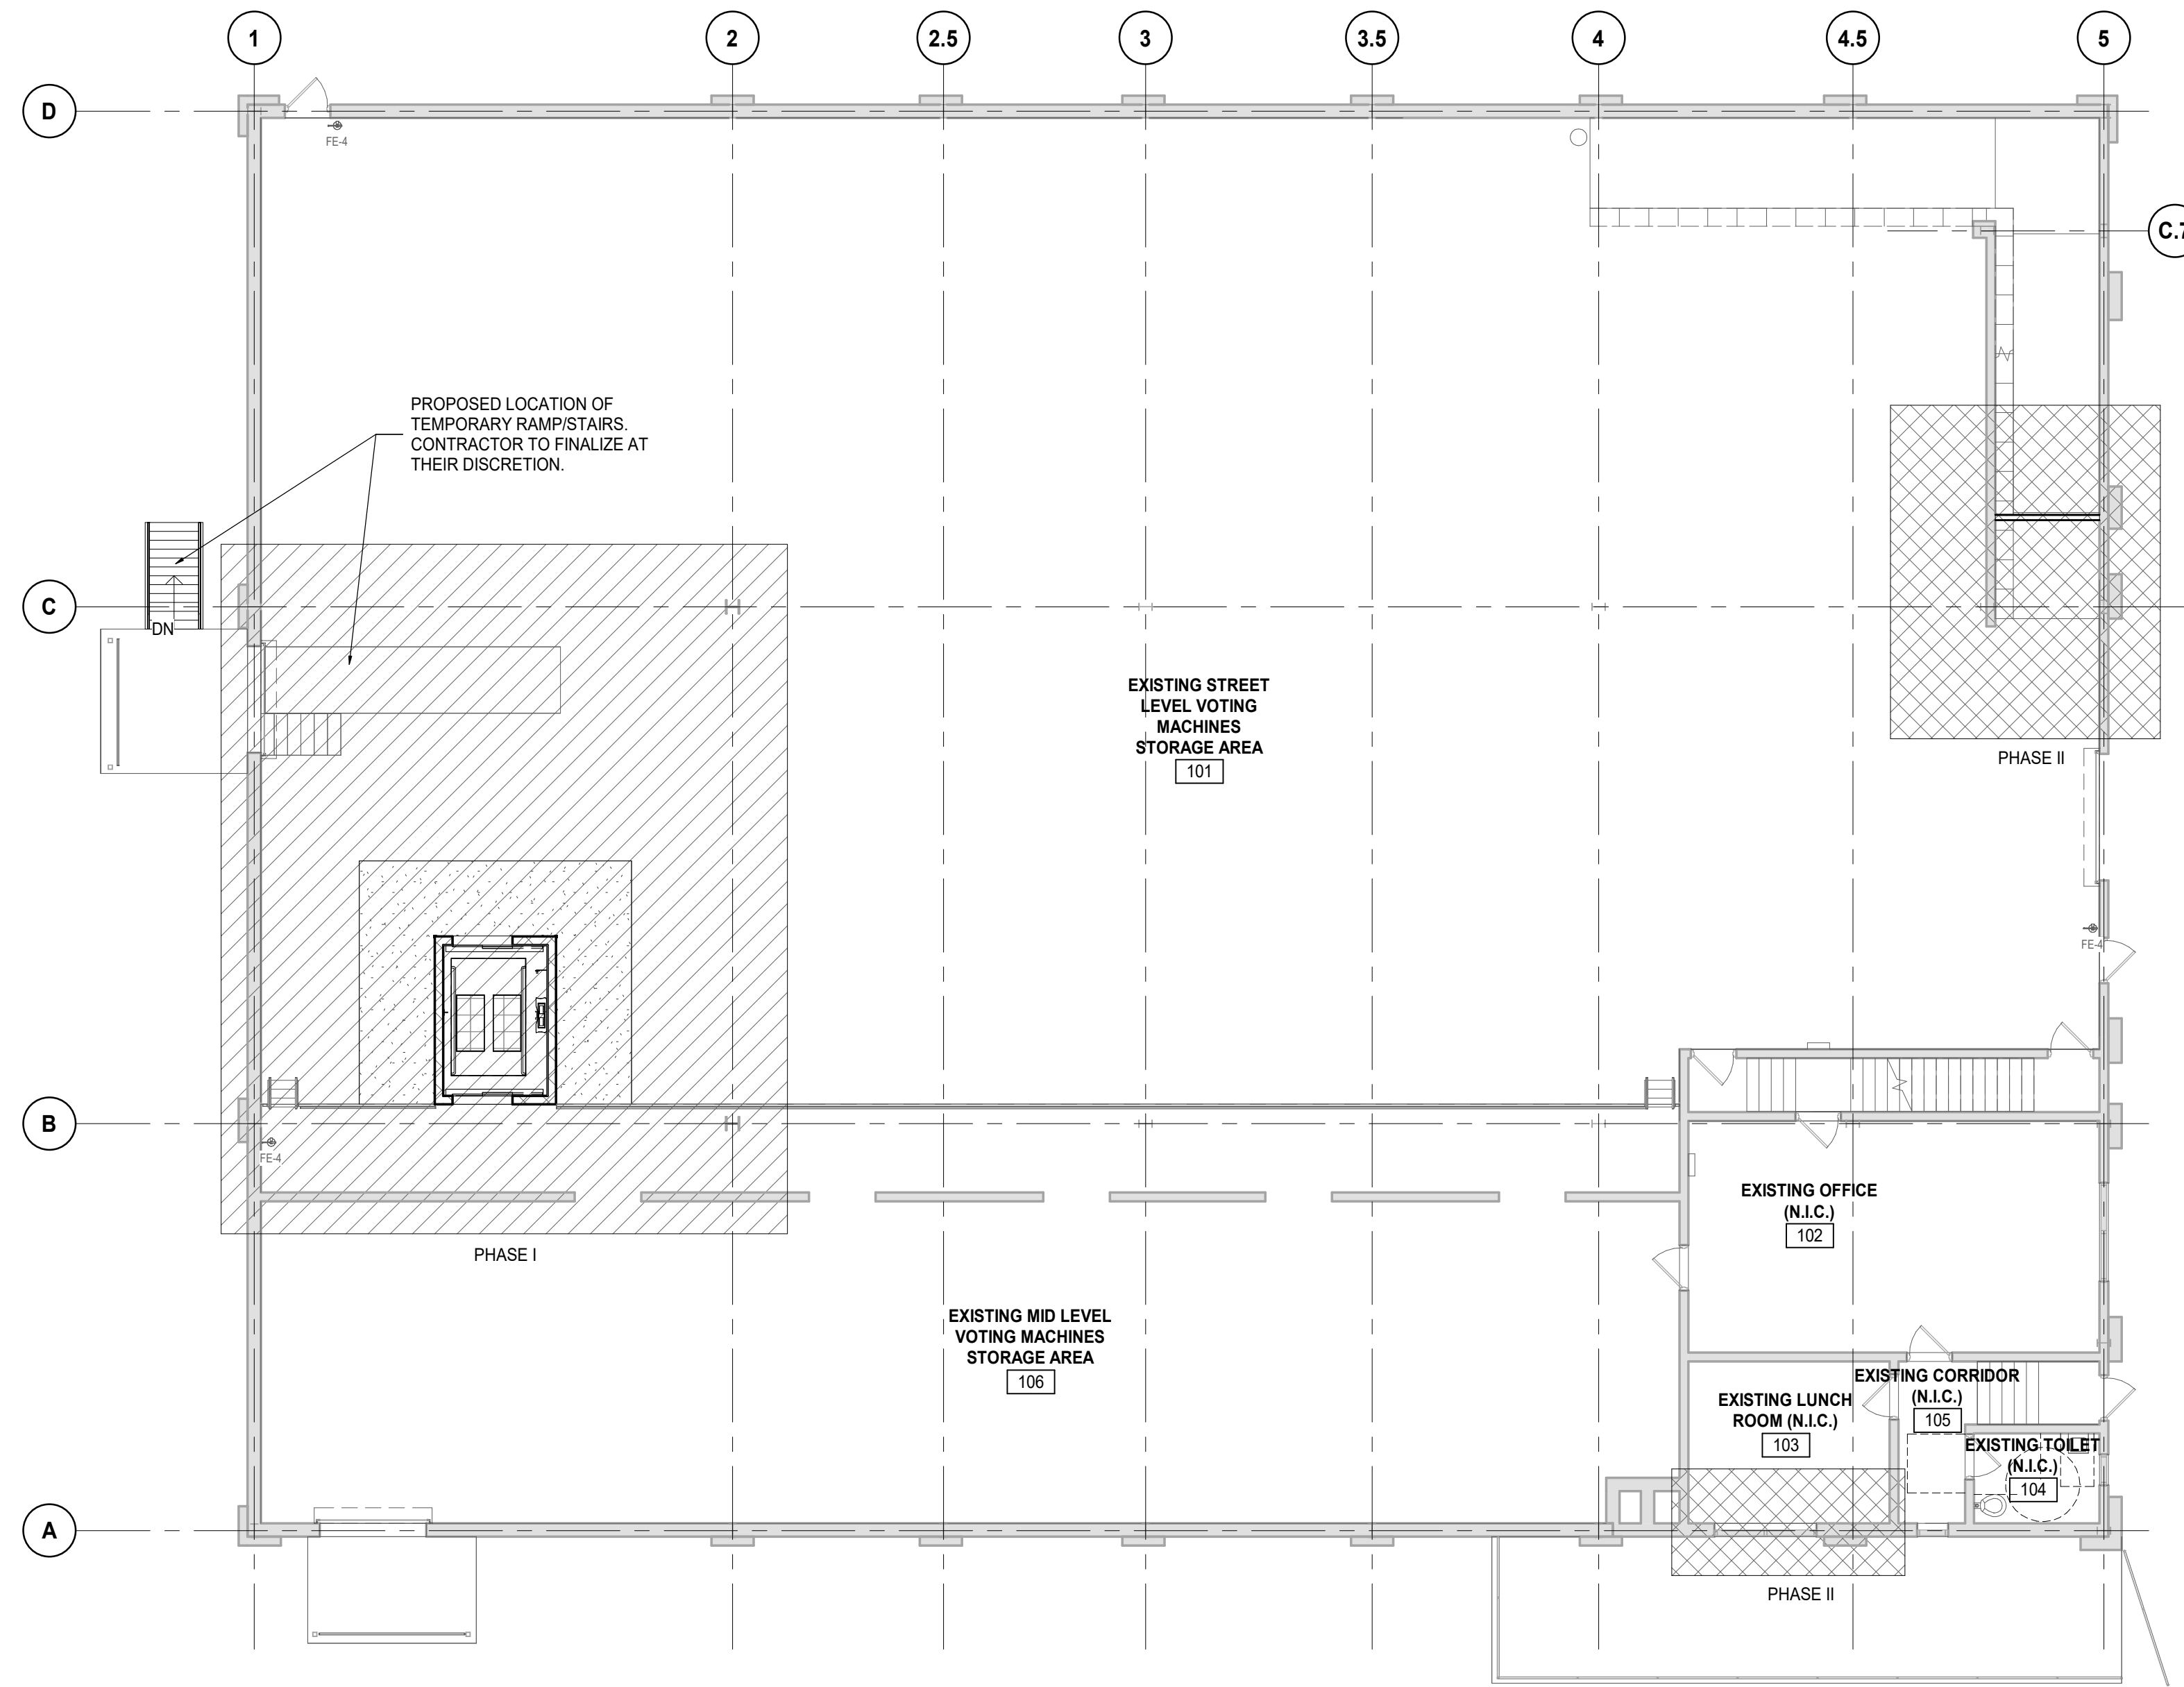 1
2
2.5
3
3.5
4
4.5
5
D
FE-4
C.7
PROPOSED LOCATION OF
TEMPORARY RAMP/STAIRS.
CONTRACTOR TO FINALIZE AT
THEIR DISCRETION.
C
DN
EXISTING STREET
LEVEL VOTING
MACHINES
STORAGE AREA
101
PHASE II
FE-4
B
FE-4
EXISTING OFFICE
(N.I.C.)
102
PHASE I
EXISTING MID LEVEL
VOTING MACHINES
STORAGE AREA
106
EXISTING CORRIDOR
(N.I.C.)
105
EXISTING LUNCH
ROOM (N.I.C.)
103
EXISTING TOILET
(N.I.C.)
104
A
PHASE II